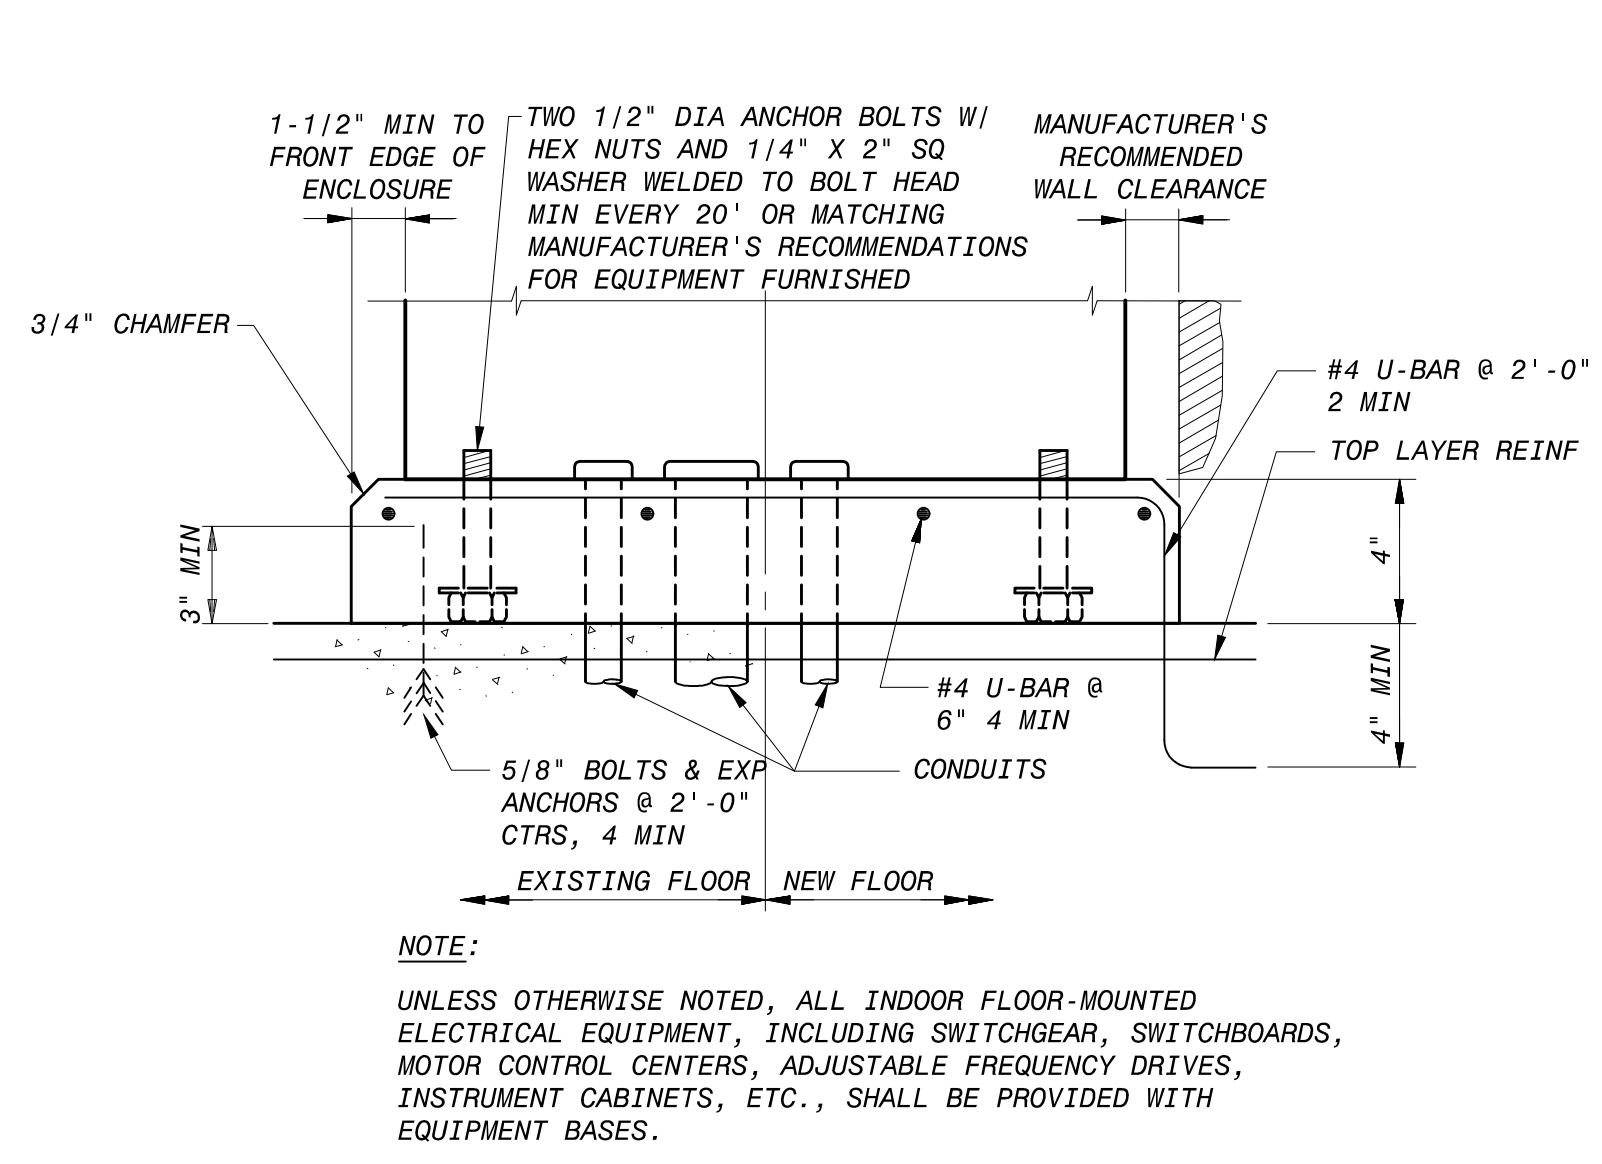 1-1/2" MIN TO
FRONT EDGE OF
ENCLOSURE
TWO 1/2" DIA ANCHOR BOLTS W/
HEX NUTS AND 1/4" X 2" SQ
WASHER WELDED TO BOLT HEAD
MIN EVERY 20' OR MATCHING
MANUFACTURER'S RECOMMENDATIONS
FOR EQUIPMENT FURNISHED
MANUFACTURER'S
RECOMMENDED
WALL CLEARANCE
3/4" CHAMFER
#4 U-BAR @ 2'-0"
2 MIN
TOP LAYER REINF
3" MIN
4"
4" MIN
#4 U-BAR @
6" 4 MIN
CONDUITS
5/8" BOLTS & EXP
ANCHORS @ 2'-0"
CTRS, 4 MIN
EXISTING FLOOR
NEW FLOOR
NOTE:
UNLESS OTHERWISE NOTED, ALL INDOOR FLOOR-MOUNTED
ELECTRICAL EQUIPMENT, INCLUDING SWITCHGEAR, SWITCHBOARDS,
MOTOR CONTROL CENTERS, ADJUSTABLE FREQUENCY DRIVES,
INSTRUMENT CABINETS, ETC., SHALL BE PROVIDED WITH
EQUIPMENT BASES.